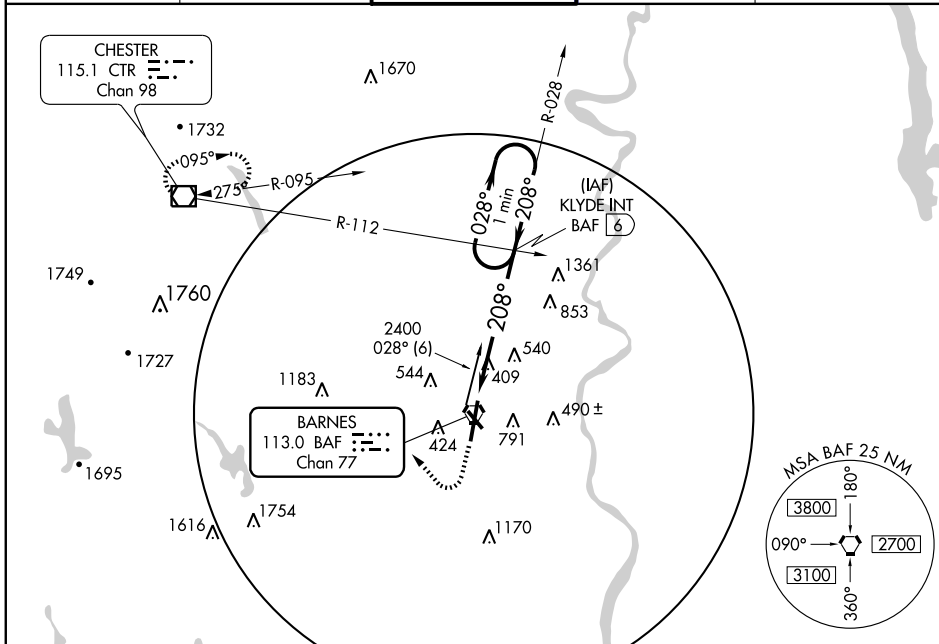 CHESTER
115.1 CTR
Chan 98
1670
1732
095°
275°
R-095
R-112
R-028
028°
1 min
208°
(IAF)
KLYDE INT
BAF 6
1749
1760
1361
853
208°
1727
2400
028° (6)
540
409
544
1183
BARNES
113.0 BAF
Chan 77
424
791
490 ±
1695
1616
1754
1170
MSA BAF 25 NM
180°
3800
090°
2700
3100
360°